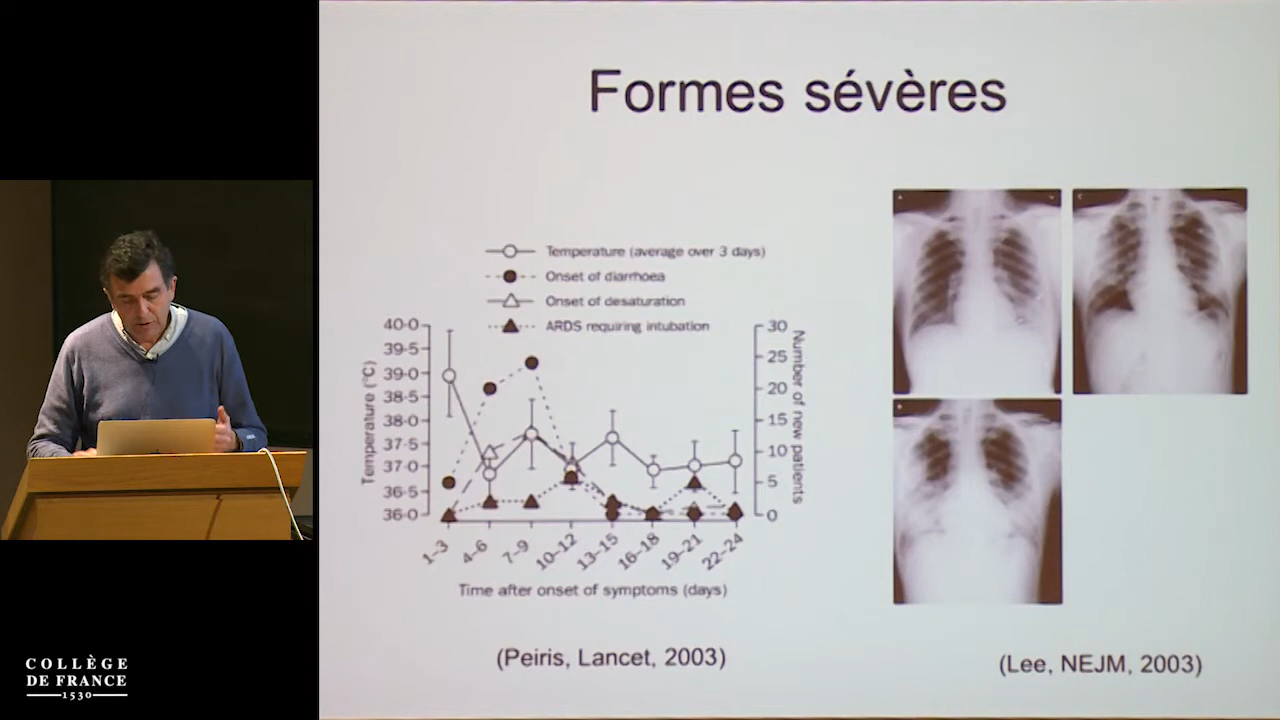 Formes sévères
Temperature (average over 3 days)
Onset of diarrhoea
Onset of desaturation
ARDS requiring intubation
40·0
39·5
39·0
38·5
38·0
37·5
37·0
36·5
36·0
Temperature (°C)
30
25
20
15
10
5
0
Number of new patients
1–3
4–6
7–9
10–12
13–15
16–18
19–21
22–24
Time after onset of symptoms (days)
(Peiris, Lancet, 2003)
(Lee, NEJM, 2003)
COLLÈGE
DE FRANCE
1530